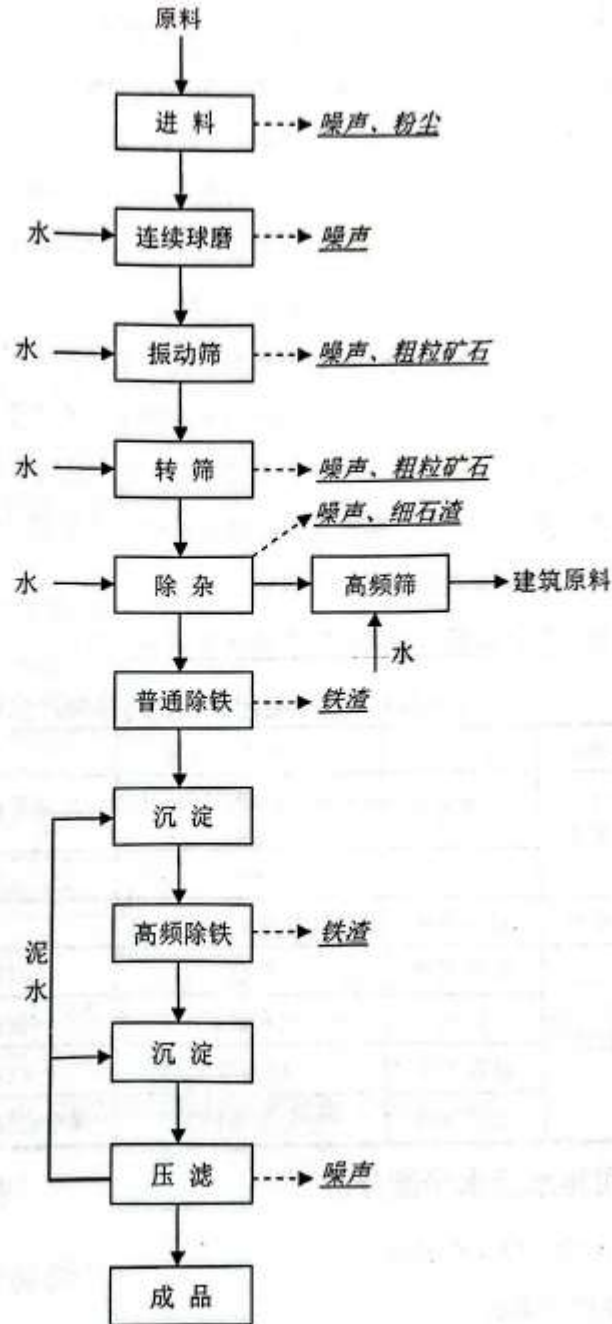 原料
进 料
噪声、粉尘
水
连续球磨
噪声
水
振动筛
噪声、粗粒矿石
水
转 筛
噪声、粗粒矿石
噪声、细石渣
水
除 杂
高频筛
建筑原料
水
普通除铁
铁渣
沉 淀
高频除铁
铁渣
泥水
沉 淀
压 滤
噪声
成 品